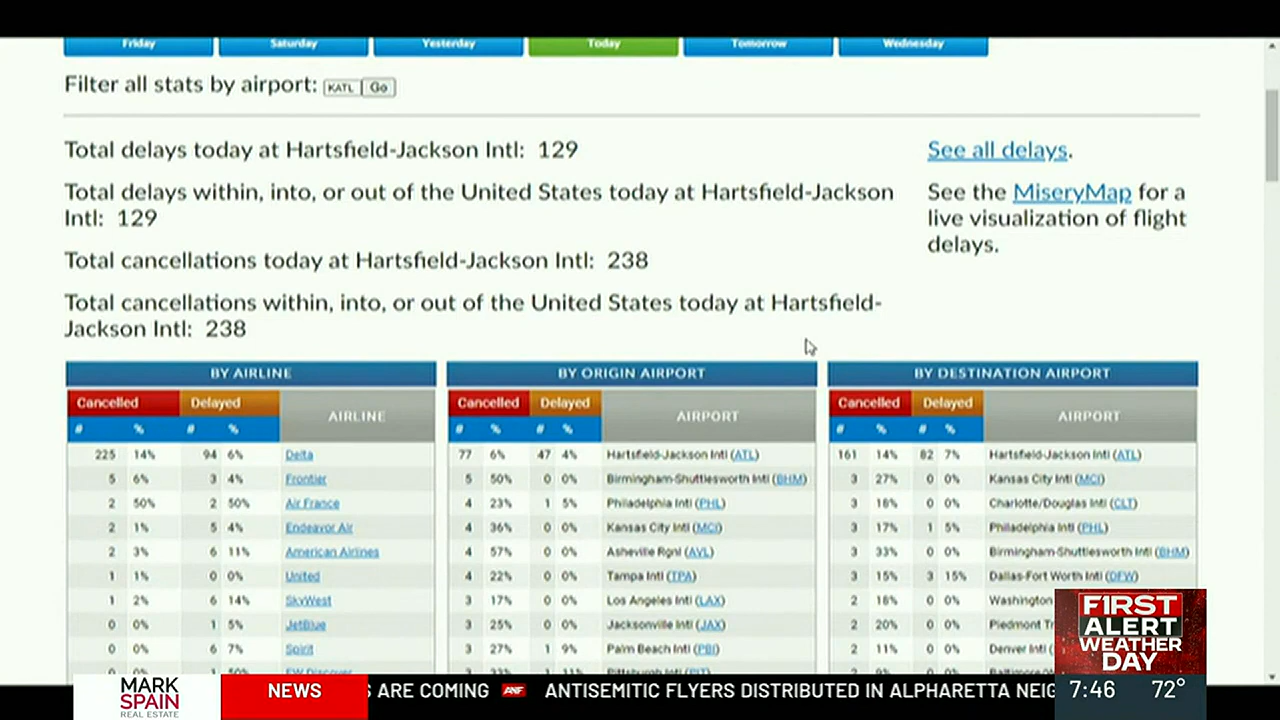 Friday Saturday Yesterday Today Tomorrow Wednesday
Filter all stats by airport: KATL Go
Total delays today at Hartsfield-Jackson Intl: 129
See all delays.
Total delays within, into, or out of the United States today at Hartsfield-Jackson
Intl: 129
See the MiseryMap for a
live visualization of flight
delays.
Total cancellations today at Hartsfield-Jackson Intl: 238
Total cancellations within, into, or out of the United States today at Hartsfield-
Jackson Intl: 238
BY AIRLINE
Cancelled Delayed AIRLINE
# % # %
225 14% 94 6% Delta
5 6% 3 4% Frontier
2 50% 2 50% Air France
2 1% 5 4% Endeavor Air
2 3% 6 11% American Airlines
1 1% 0 0% United
1 2% 6 14% SkyWest
0 0% 1 5% JetBlue
0 0% 6 7% Spirit
BY ORIGIN AIRPORT
Cancelled Delayed AIRPORT
# % # %
77 6% 47 4% Hartsfield-Jackson Intl (ATL)
5 50% 0 0% Birmingham-Shuttlesworth Intl (BHM)
4 23% 1 5% Philadelphia Intl (PHL)
4 36% 0 0% Kansas City Intl (MCI)
4 57% 0 0% Asheville Rgnl (AVL)
4 22% 0 0% Tampa Intl (TPA)
3 17% 0 0% Los Angeles Intl (LAX)
3 25% 0 0% Jacksonville Intl (JAX)
3 27% 1 9% Palm Beach Intl (PBI)
BY DESTINATION AIRPORT
Cancelled Delayed AIRPORT
# % # %
161 14% 82 7% Hartsfield-Jackson Intl (ATL)
3 27% 0 0% Kansas City Intl (MCI)
3 18% 0 0% Charlotte/Douglas Intl (CLT)
3 17% 1 5% Philadelphia Intl (PHL)
3 33% 0 0% Birmingham-Shuttlesworth Intl (BHM)
3 15% 3 15% Dallas-Fort Worth Intl (DFW)
2 18% 0 0% Washington
2 20% 0 0% Piedmont Tr
2 11% 0 0% Denver Intl
FIRST
ALERT
WEATHER
DAY
MARK
SPAIN
REAL ESTATE
NEWS
S ARE COMING ANF ANTISEMITIC FLYERS DISTRIBUTED IN ALPHARETTA NEIG
7:46 72°